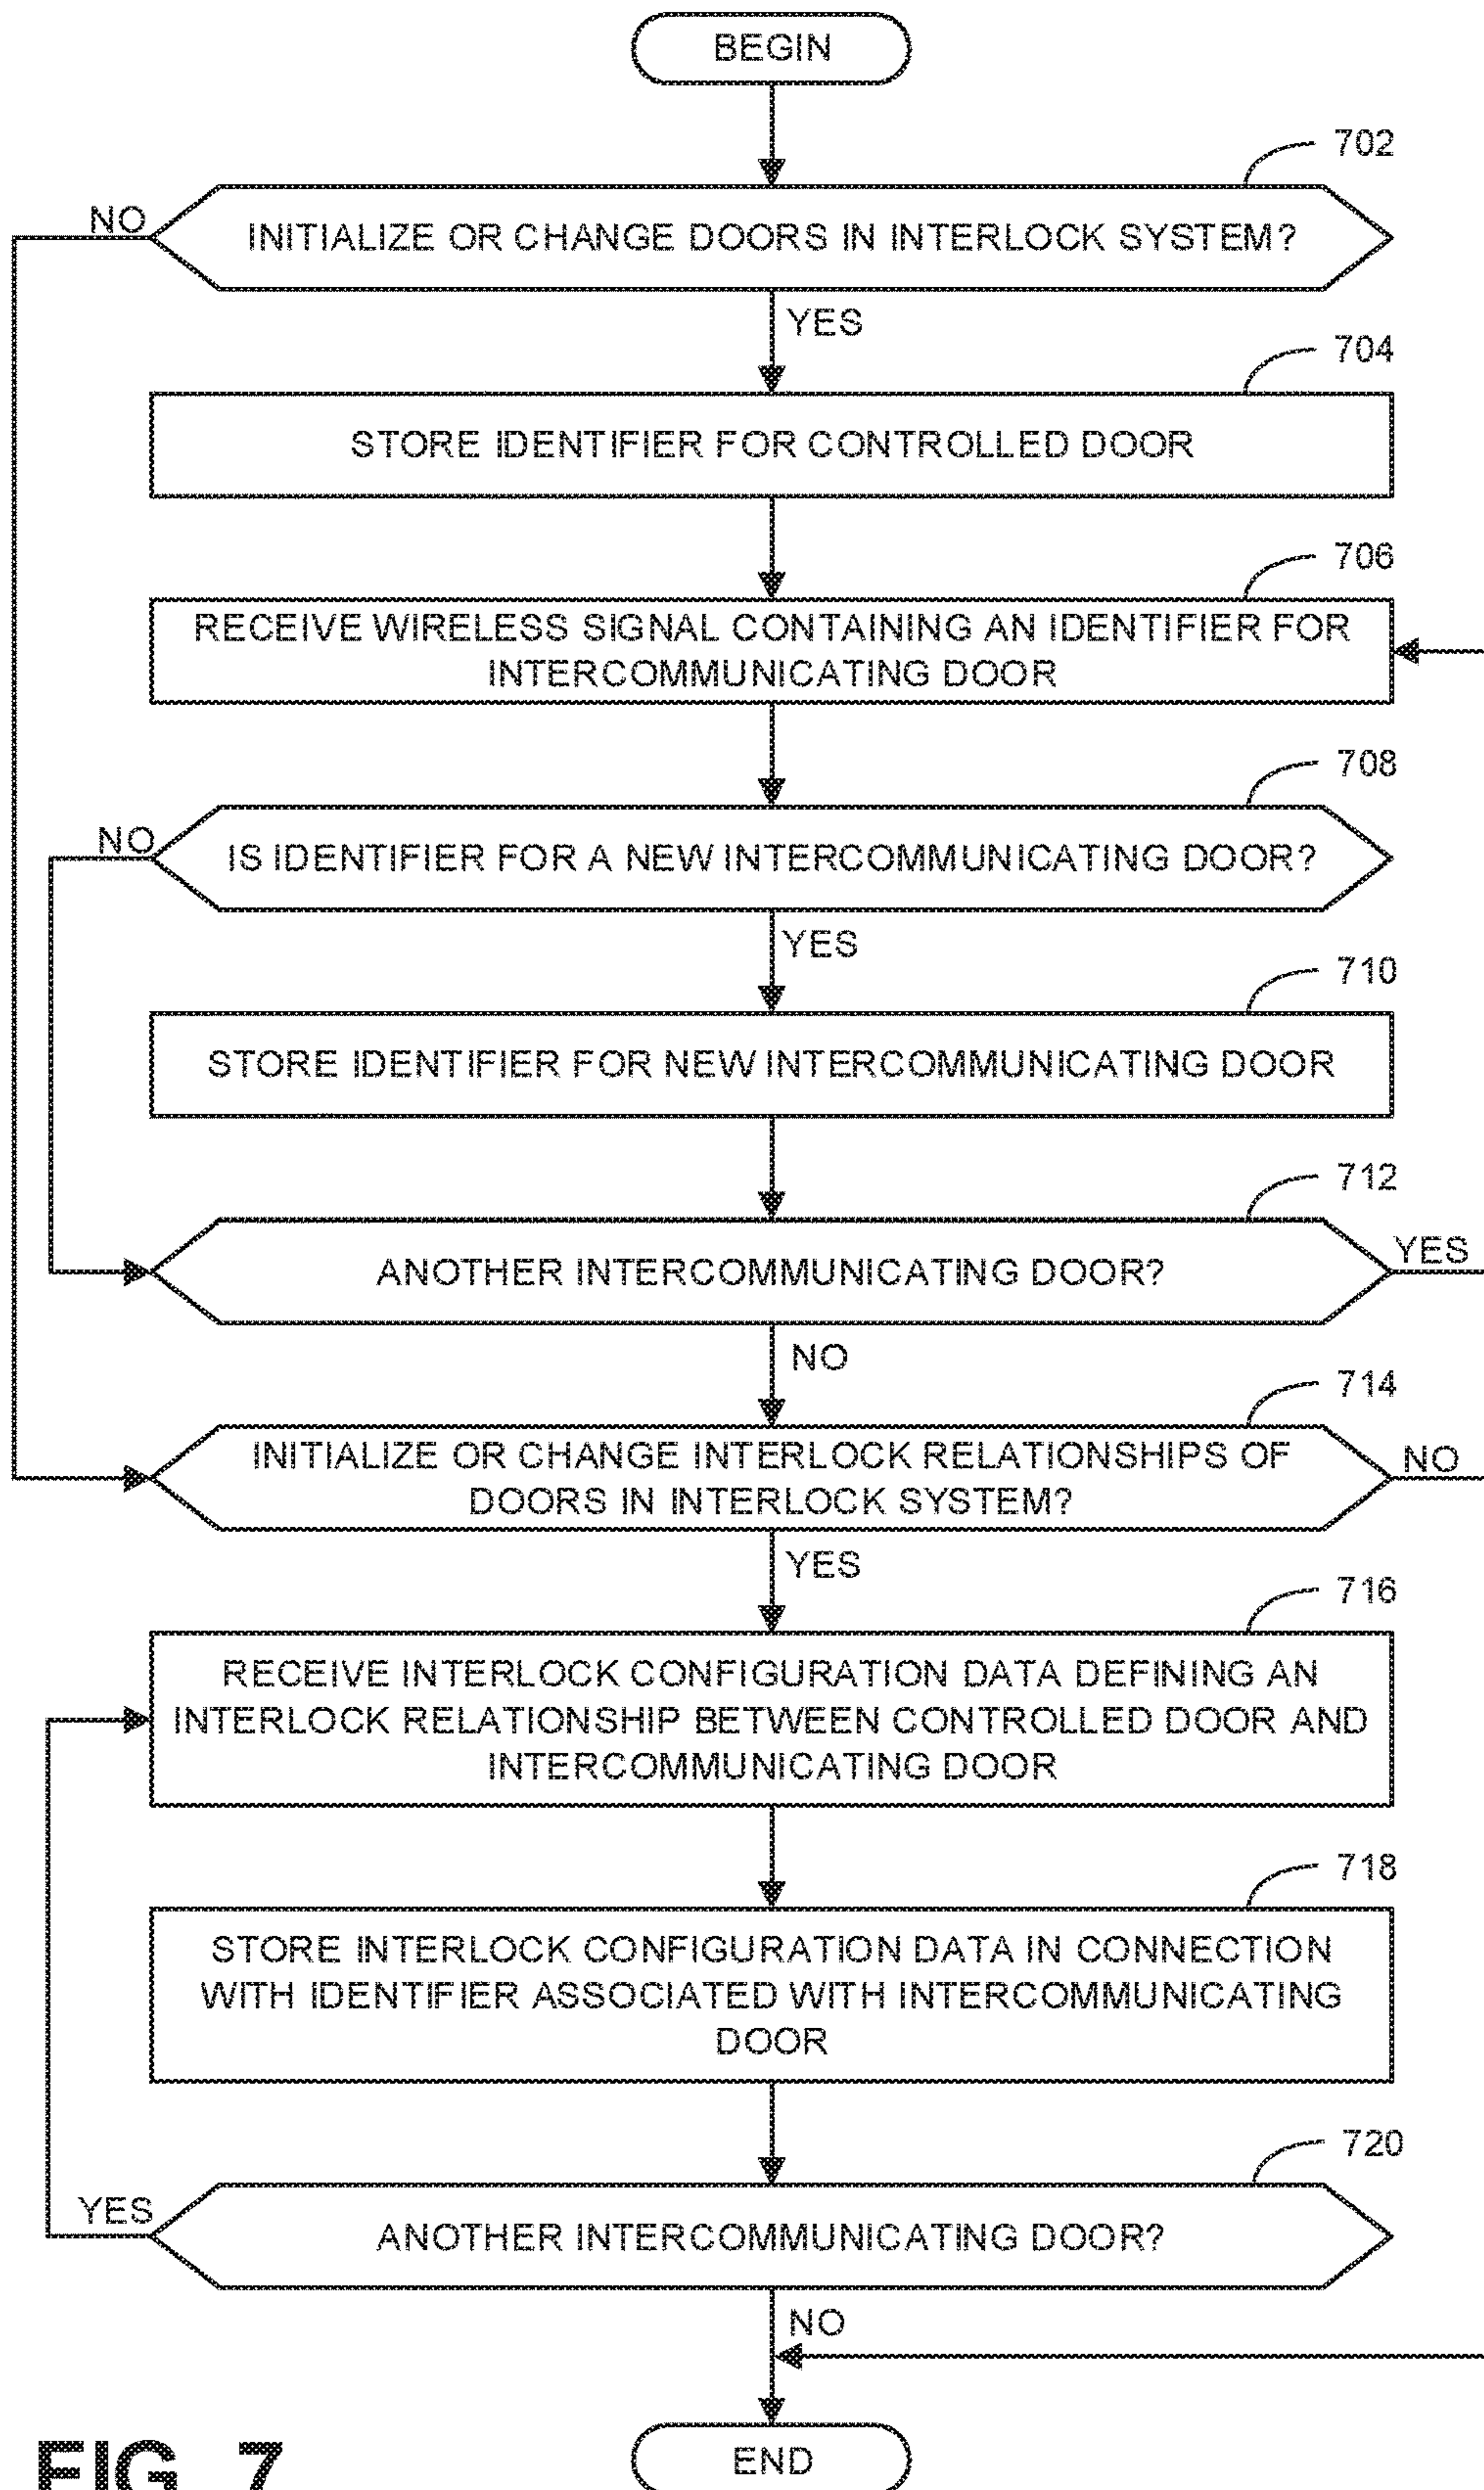 BEGIN
702
NO
INITIALIZE OR CHANGE DOORS IN INTERLOCK SYSTEM?
YES
704
STORE IDENTIFIER FOR CONTROLLED DOOR
706
RECEIVE WIRELESS SIGNAL CONTAINING AN IDENTIFIER FOR
INTERCOMMUNICATING DOOR
708
NO
IS IDENTIFIER FOR A NEW INTERCOMMUNICATING DOOR?
YES
710
STORE IDENTIFIER FOR NEW INTERCOMMUNICATING DOOR
712
YES
ANOTHER INTERCOMMUNICATING DOOR?
NO
714
INITIALIZE OR CHANGE INTERLOCK RELATIONSHIPS OF
DOORS IN INTERLOCK SYSTEM?
NO
YES
716
RECEIVE INTERLOCK CONFIGURATION DATA DEFINING AN
INTERLOCK RELATIONSHIP BETWEEN CONTROLLED DOOR AND
INTERCOMMUNICATING DOOR
718
STORE INTERLOCK CONFIGURATION DATA IN CONNECTION
WITH IDENTIFIER ASSOCIATED WITH INTERCOMMUNICATING
DOOR
720
YES
ANOTHER INTERCOMMUNICATING DOOR?
NO
END
FIG. 7